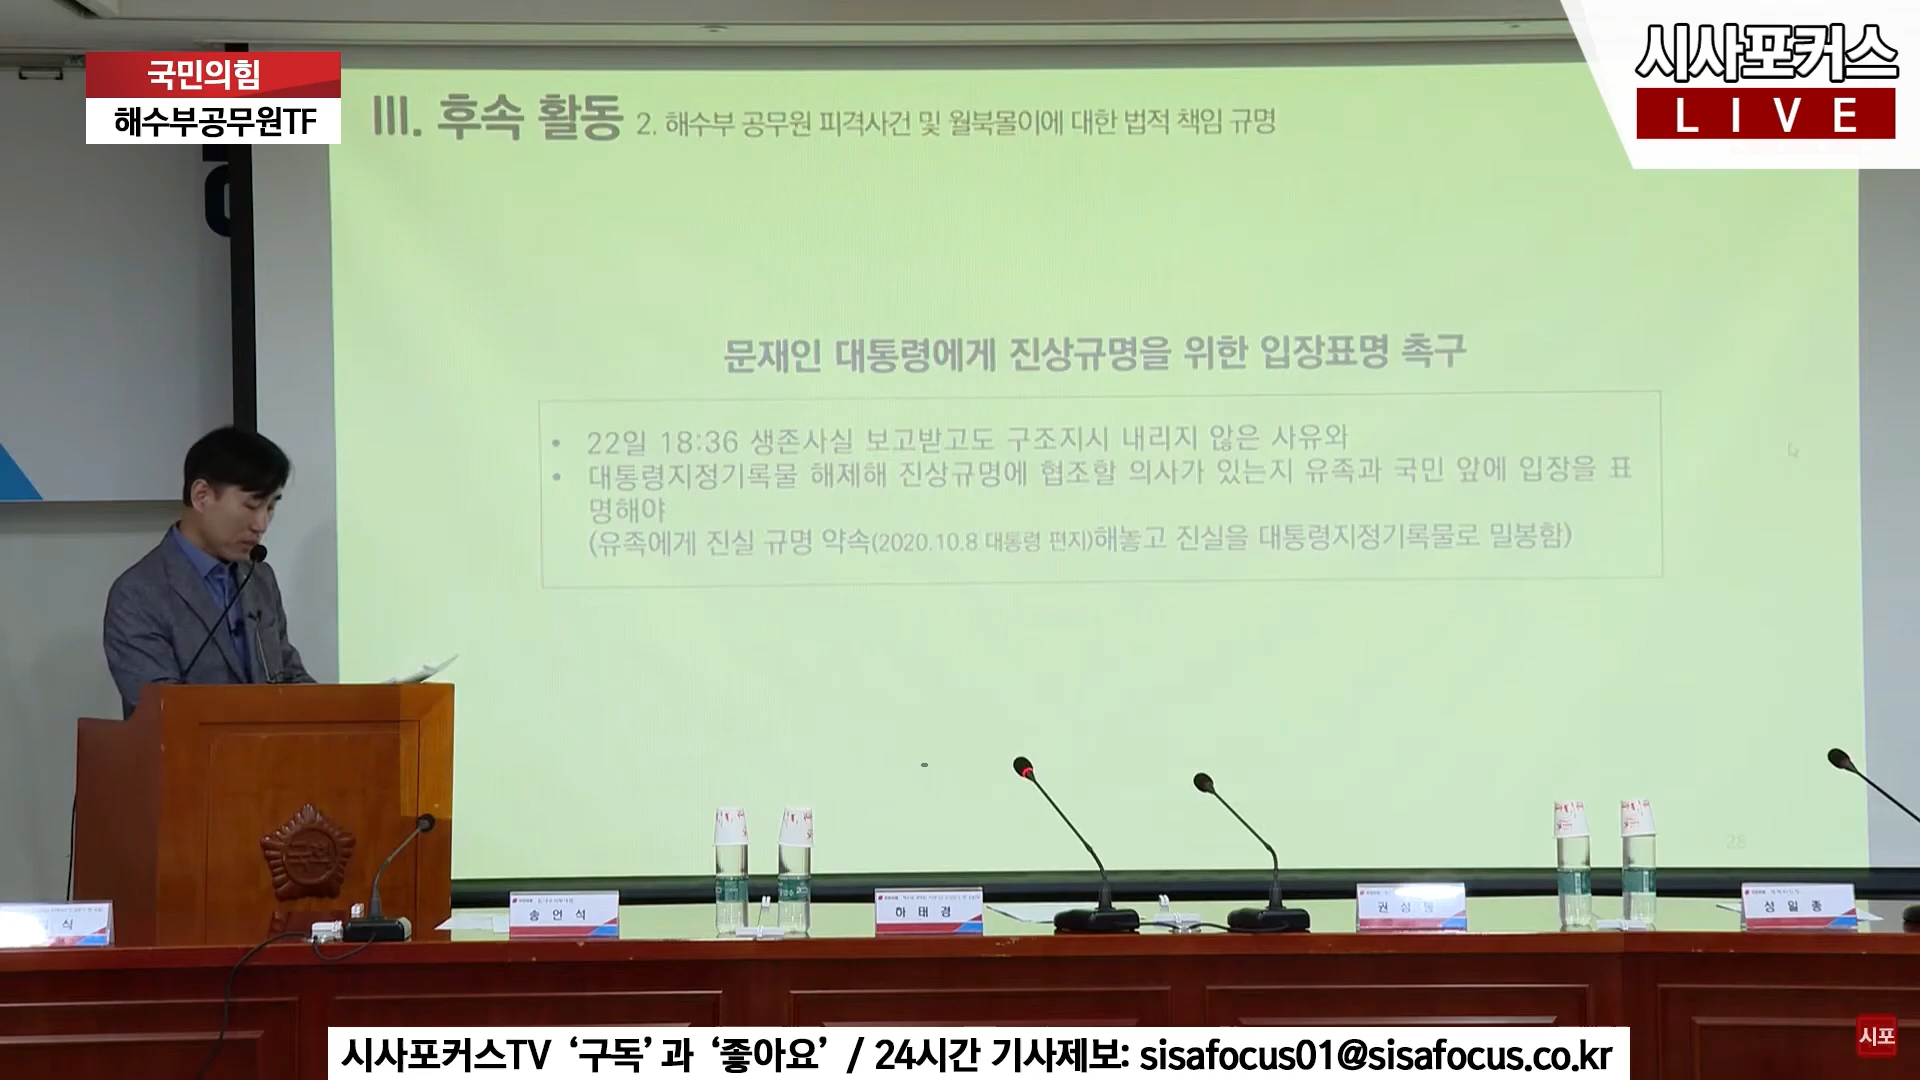 국민의힘
해수부공무원TF
시사포커스
LIVE
III. 후속 활동 2. 해수부 공무원 피격사건 및 월북몰이에 대한 법적 책임 규명
문재인 대통령에게 진상규명을 위한 입장표명 촉구
• 22일 18:36 생존사실 보고받고도 구조지시 내리지 않은 사유와
• 대통령지정기록물 해제해 진상규명에 협조할 의사가 있는지 유족과 국민 앞에 입장을 표
명해야
(유족에게 진실 규명 약속(2020.10.8 대통령 편지)해놓고 진실을 대통령지정기록물로 밀봉함)
28
식
송언석
하태경
권성동
성일종
시포
시사포커스TV ‘구독’과 ‘좋아요’ / 24시간 기사제보: sisafocus01@sisafocus.co.kr